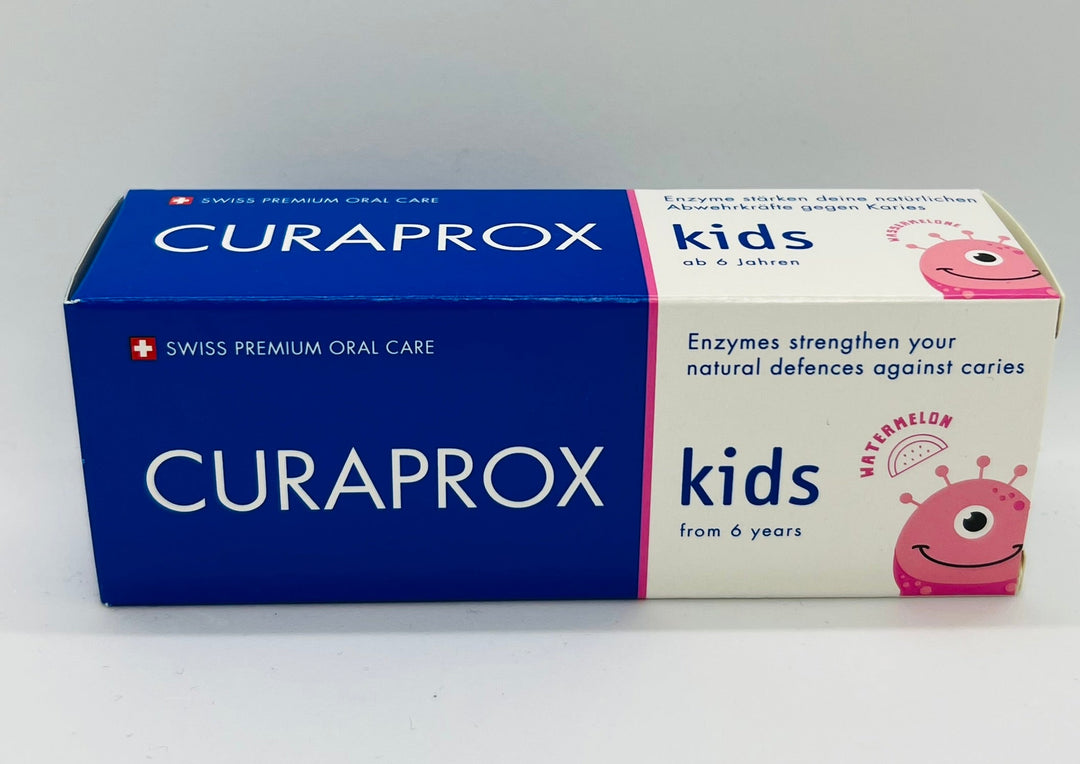 SWISS PREMIUM ORAL CARE
CURAPROX
Enzyme stärken deine natürlichen
Abwehrkräfte gegen Karies
kids
ab 6 Jahren
WASSERMELONE
SWISS PREMIUM ORAL CARE
CURAPROX
Enzymes strengthen your
natural defences against caries
WATERMELON
kids
from 6 years